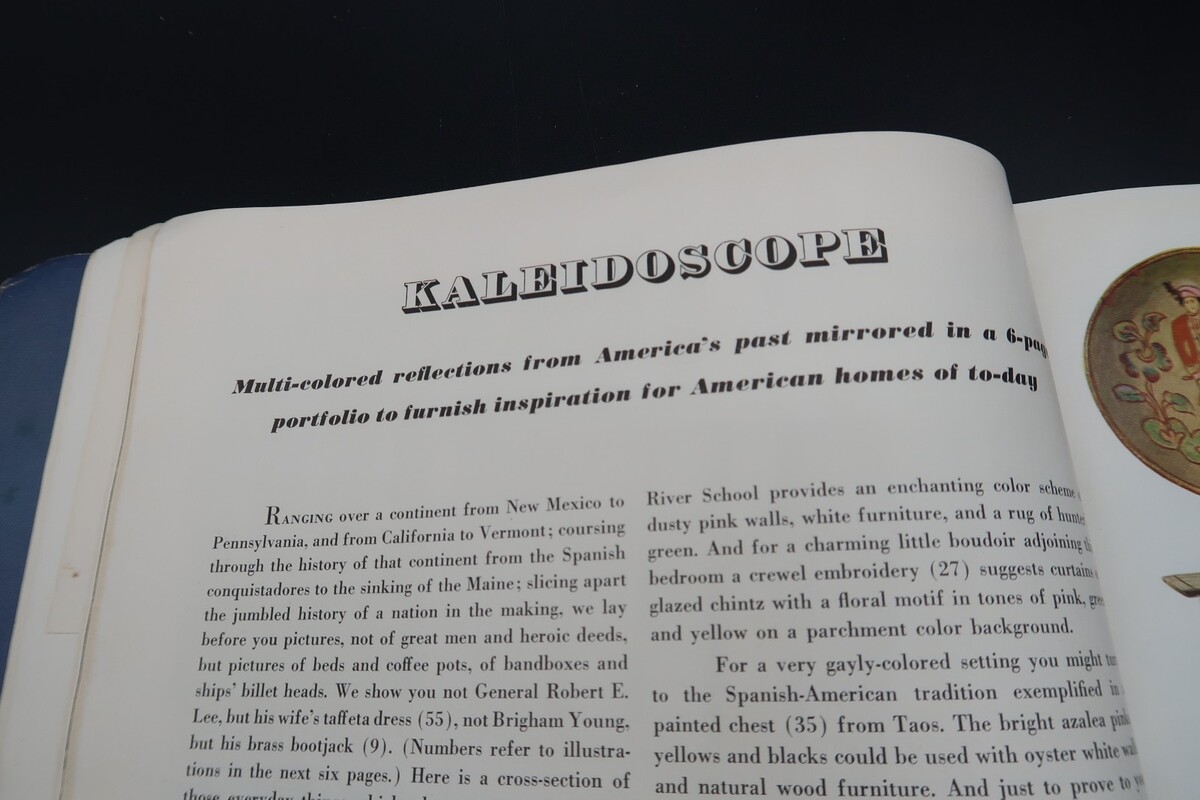 KALEIDOSCOPE
Multi-colored reflections from America's past mirrored in a 6-pag
portfolio to furnish inspiration for American homes of to-day
RANGING over a continent from New Mexico to
Pennsylvania, and from California to Vermont; coursing
through the history of that continent from the Spanish
conquistadores to the sinking of the Maine; slicing apart
the jumbled history of a nation in the making, we lay
before you pictures, not of great men and heroic deeds,
but pictures of beds and coffee pots, of bandboxes and
ships' billet heads. We show you not General Robert E.
Lee, but his wife's taffeta dress (55), not Brigham Young,
but his brass bootjack (9). (Numbers refer to illustra-
tions in the next six pages.) Here is a cross-section of
those everyday things
River School provides an enchanting color scheme
dusty pink walls, white furniture, and a rug of hunter
green. And for a charming little boudoir adjoining
bedroom a crewel embroidery (27) suggests curtains
glazed chintz with a floral motif in tones of pink,
and yellow on a parchment color background.
For a very gayly-colored setting you might
to the Spanish-American tradition exemplified in
painted chest (35) from Taos. The bright azalea pink
yellows and blacks could be used with oyster white
and natural wood furniture. And just to prove to